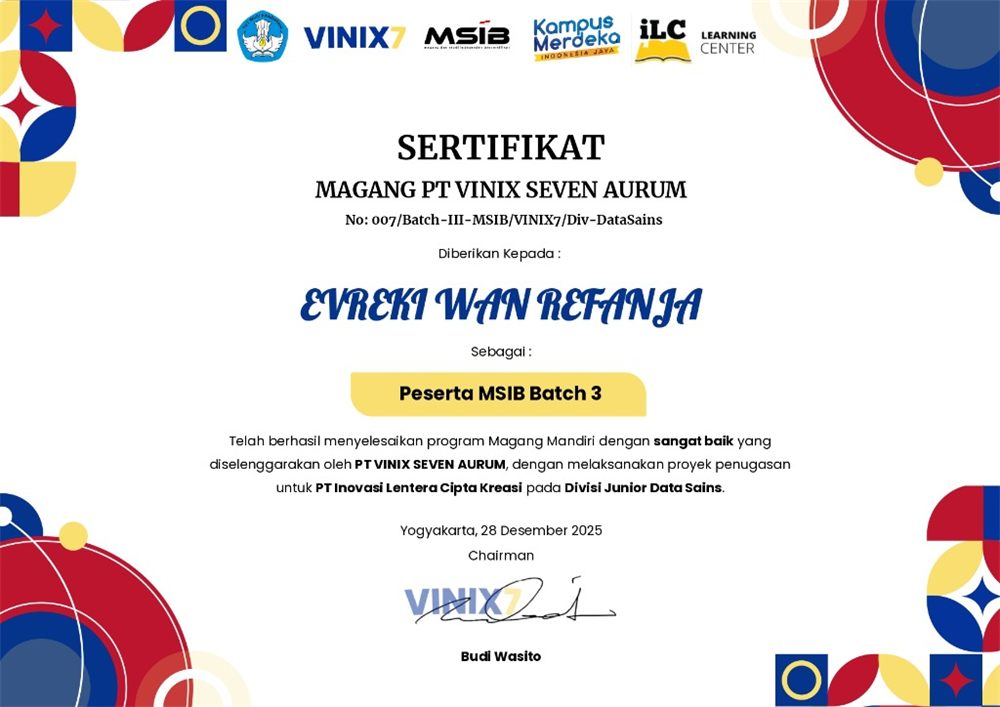 VINIX7
MSIB
Kampus
Merdeka
INDONESIA JAYA
iLC
LEARNING
CENTER
SERTIFIKAT
MAGANG PT VINIX SEVEN AURUM
No: 007/Batch-III-MSIB/VINIX7/Div-DataSains
Diberikan Kepada :
EVREKI WAN REFANJA
Sebagai :
Peserta MSIB Batch 3
Telah berhasil menyelesaikan program Magang Mandiri dengan sangat baik yang
diselenggarakan oleh PT VINIX SEVEN AURUM, dengan melaksanakan proyek penugasan
untuk PT Inovasi Lentera Cipta Kreasi pada Divisi Junior Data Sains.
Yogyakarta, 28 Desember 2025
Chairman
VINIX7
Budi Wasito